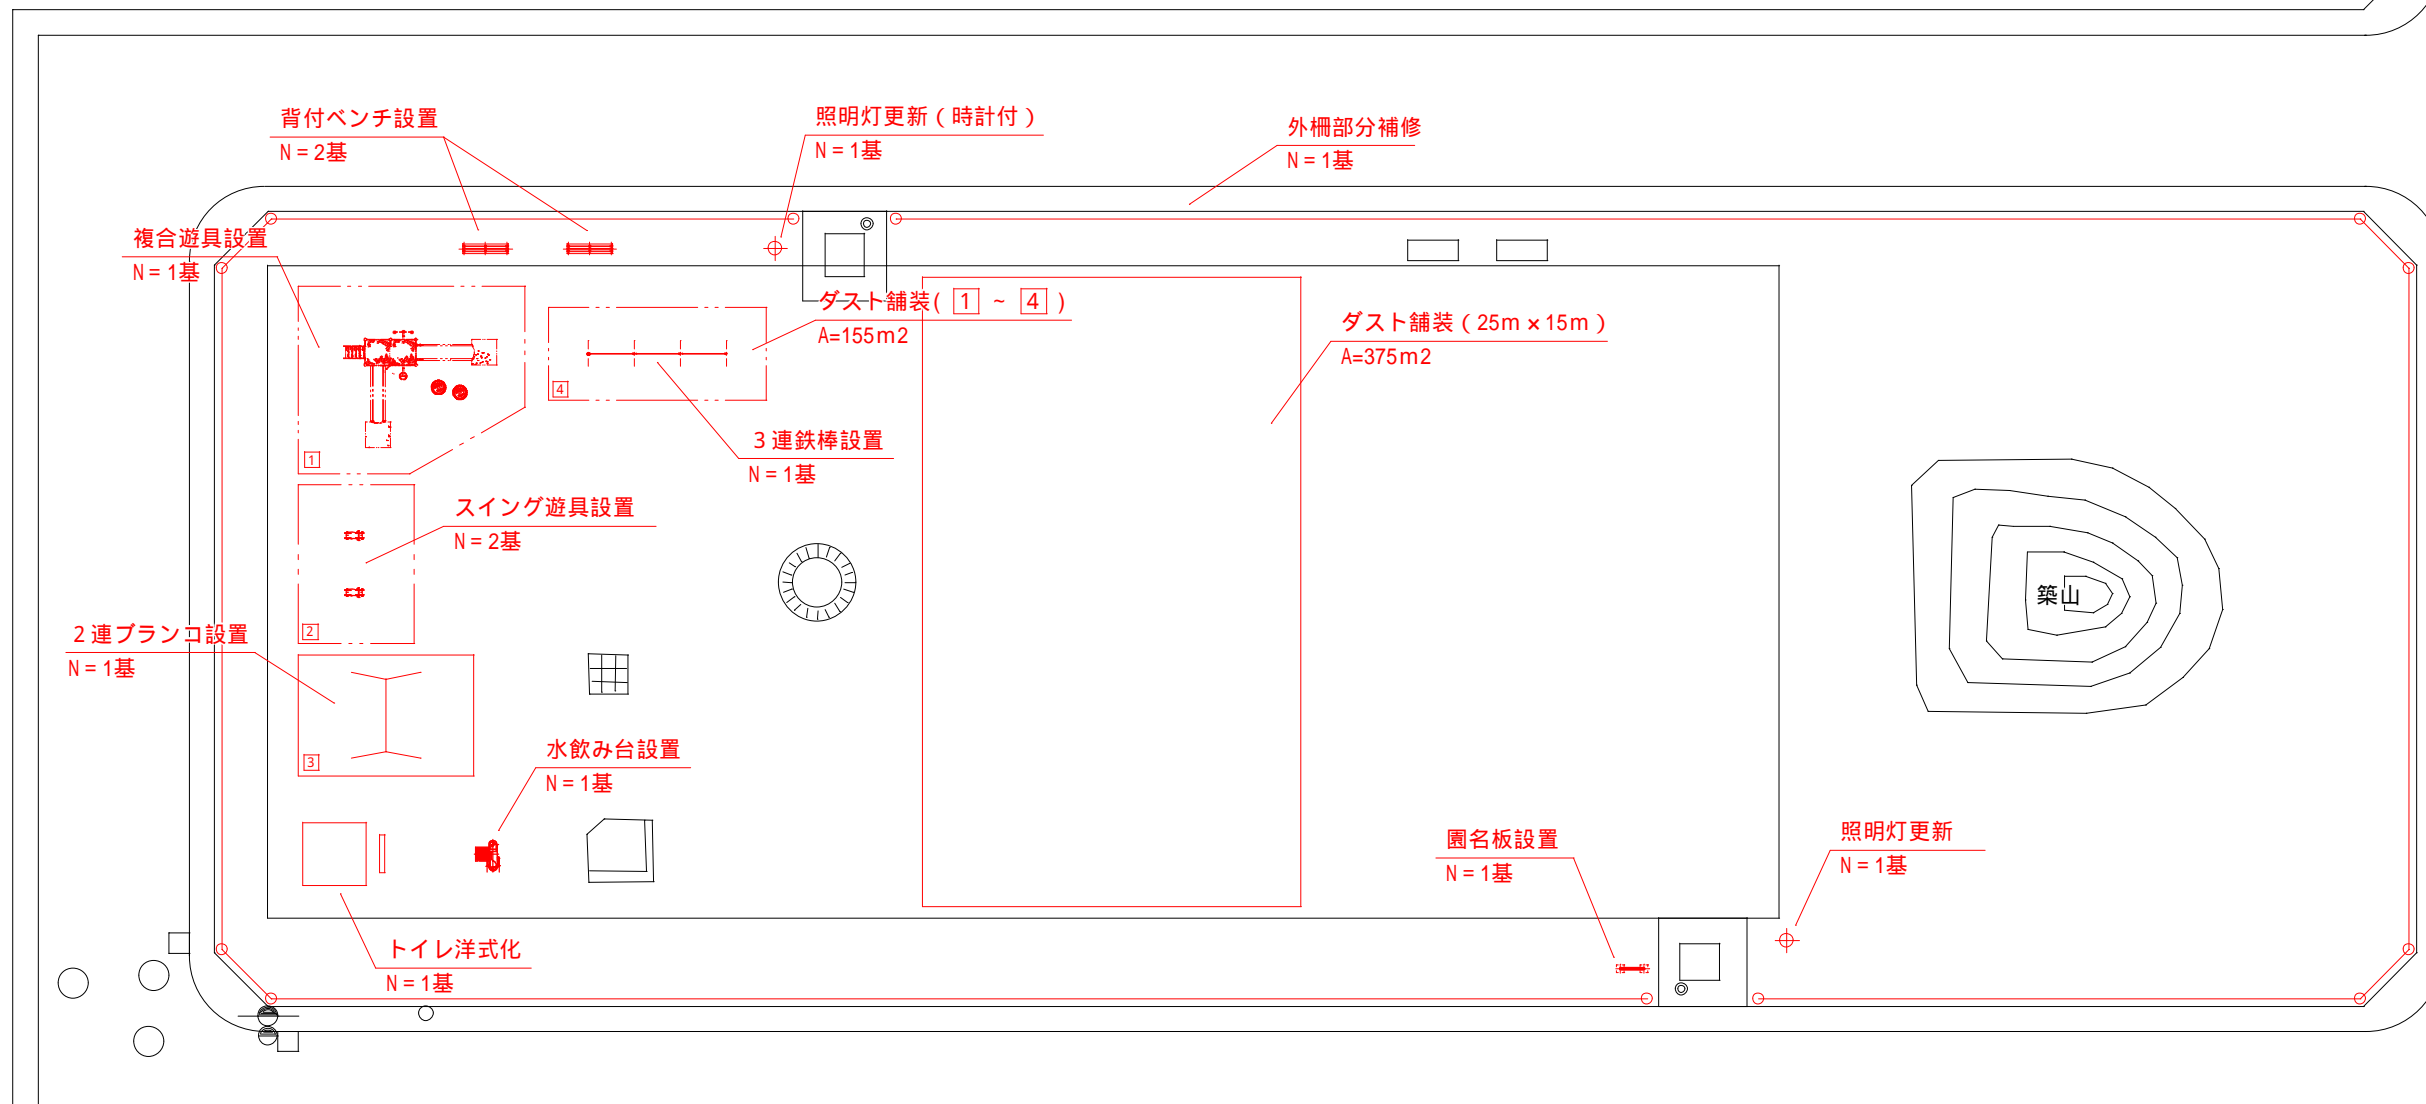 背付ベンチ設置
N=2基
照明灯更新(時計付)
N=1基
外柵部分補修
N=1基
複合遊具設置
N=1基
ダスト舗装( 1 ~ 4 )
A=155m2
ダスト舗装(25m×15m)
A=375m2
4
3連鉄棒設置
N=1基
1
スイング遊具設置
N=2基
築山
2
2連ブランコ設置
N=1基
3
水飲み台設置
N=1基
園名板設置
N=1基
照明灯更新
N=1基
トイレ洋式化
N=1基